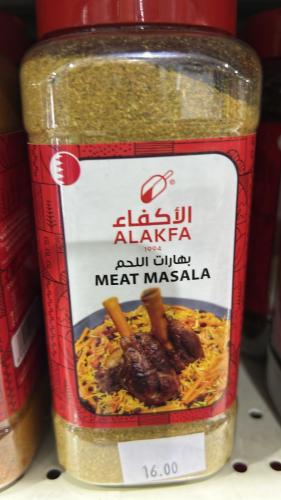 ®
الأكفاء
ALAKFA
1994
بهارات اللحم
MEAT MASALA
16.00